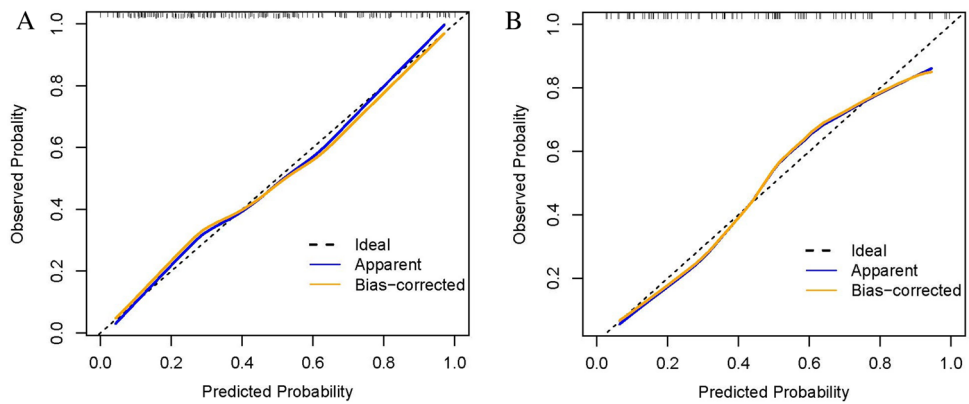 A
Observed Probality
1.0
0.8
0.6
0.4
0.2
0.0
Ideal
Apparent
Bias-corrected
0.0 0.2 0.4 0.6 0.8 1.0
Predicted Probability
B
Observed Probality
1.0
0.8
0.6
0.4
0.2
Ideal
Apparent
Bias-corrected
0.0 0.2 0.4 0.6 0.8 1.0
Predicted Probability